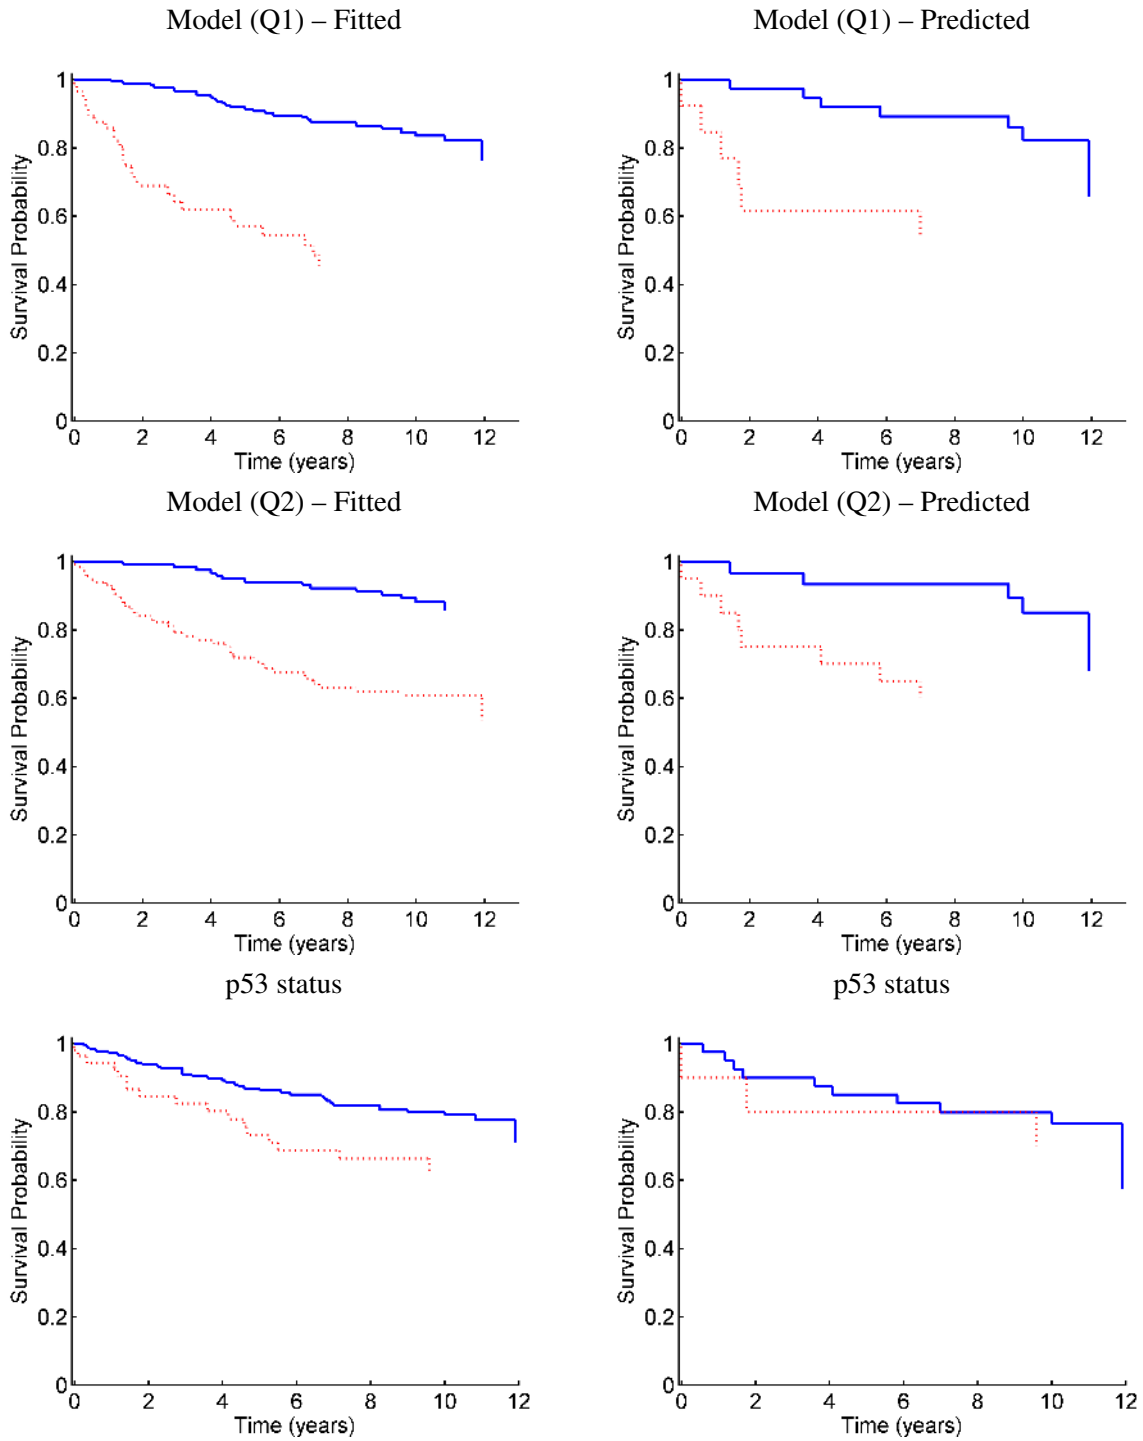 Model (Q1) – Fitted
Model (Q1) – Predicted
1
0.8
0.6
0.4
0.2
0
Survival Probability
0 2 4 6 8 10 12
Time (years)
1
0.8
0.6
0.4
0.2
0
Survival Probability
0 2 4 6 8 10 12
Time (years)
Model (Q2) – Fitted
Model (Q2) – Predicted
1
0.8
0.6
0.4
0.2
0
Survival Probability
0 2 4 6 8 10 12
Time (years)
1
0.8
0.6
0.4
0.2
0
Survival Probability
0 2 4 6 8 10 12
Time (years)
p53 status
p53 status
1
0.8
0.6
0.4
0.2
0
Survival Probability
0 2 4 6 8 10 12
Time (years)
1
0.8
0.6
0.4
0.2
0
Survival Probability
0 2 4 6 8 10 12
Time (years)